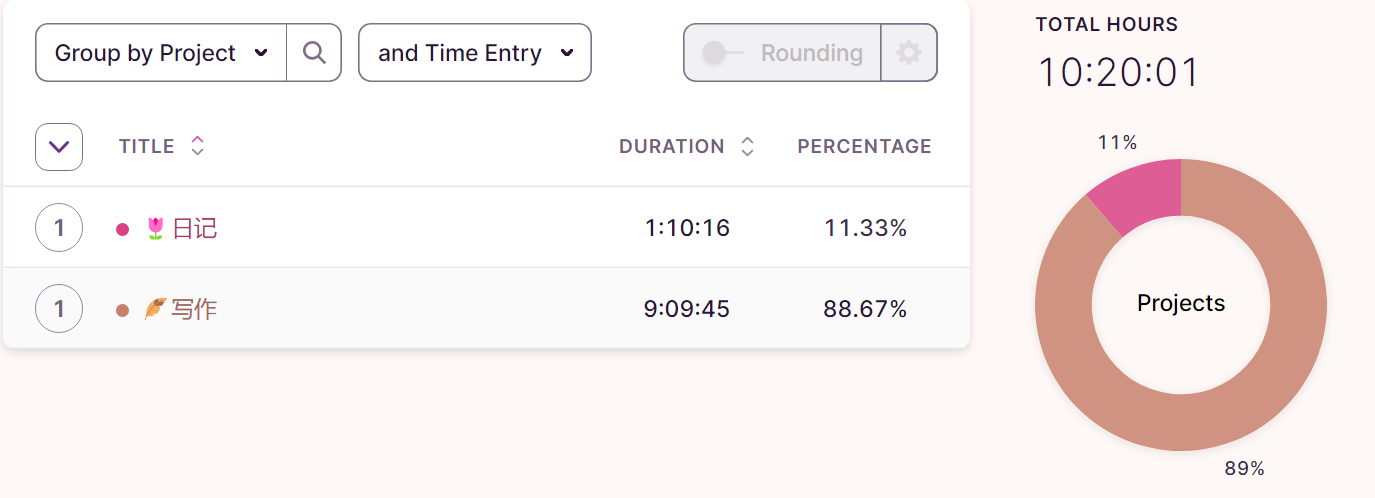 Group by Project
and Time Entry
Rounding
TITLE DURATION PERCENTAGE
1 🌷日记 1:10:16 11.33%
1 🍂写作 9:09:45 88.67%
TOTAL HOURS
10:20:01
11%
Projects
89%